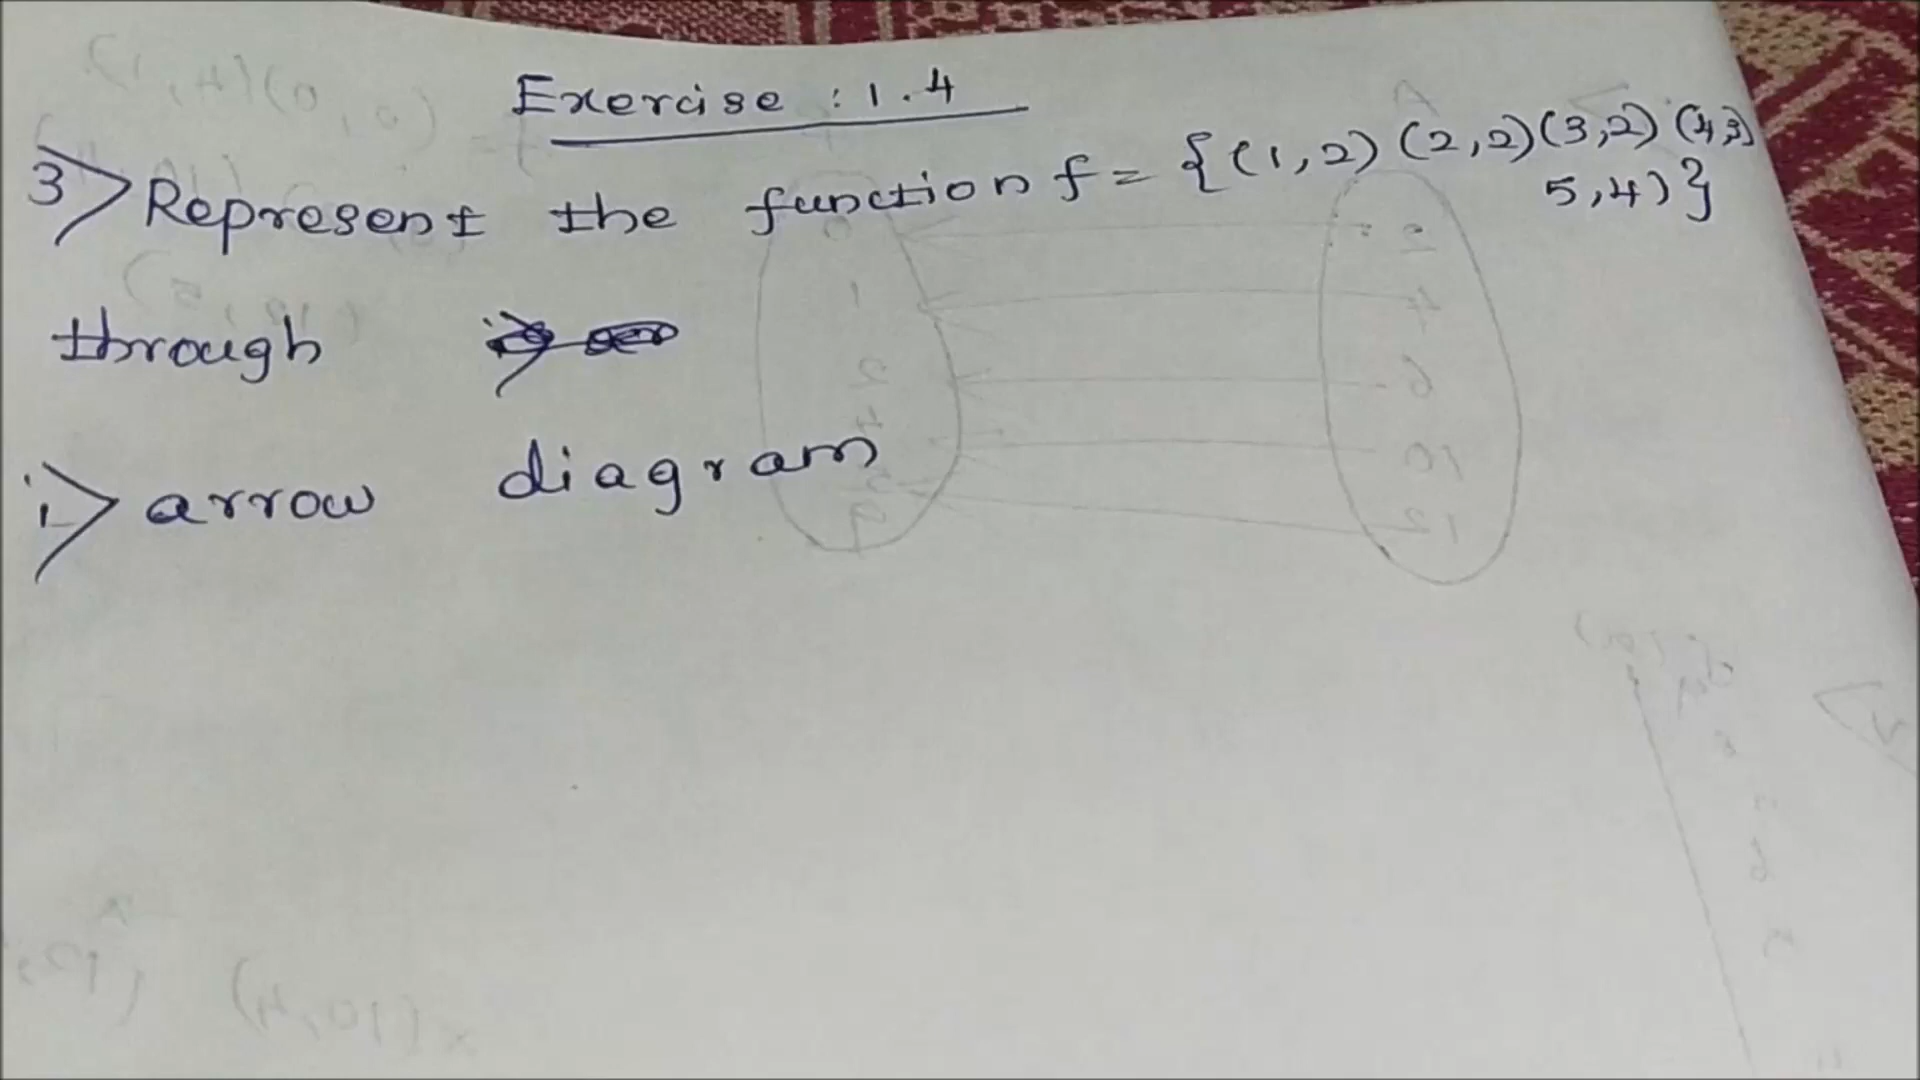 Exercise : 1.4
3> Represent the function f = {(1,2) (2,2)(3,2) (4,3)
5,4)}
through
i> arrow diagram